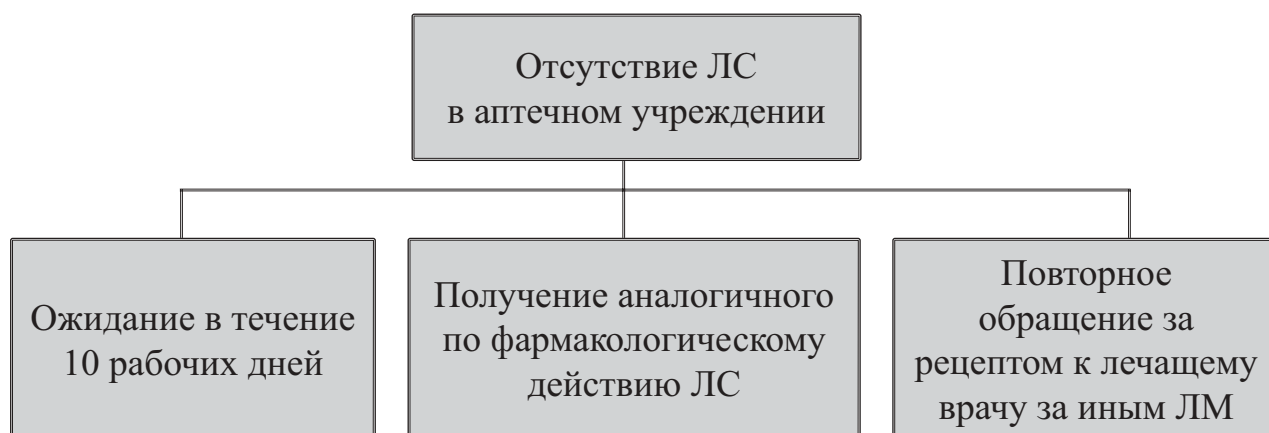 Отсутствие ЛС
в аптечном учреждении
Ожидание в течение
10 рабочих дней
Получение аналогичного
по фармакологическому
действию ЛС
Повторное
обращение за
рецептом к лечащему
врачу за иным ЛМ